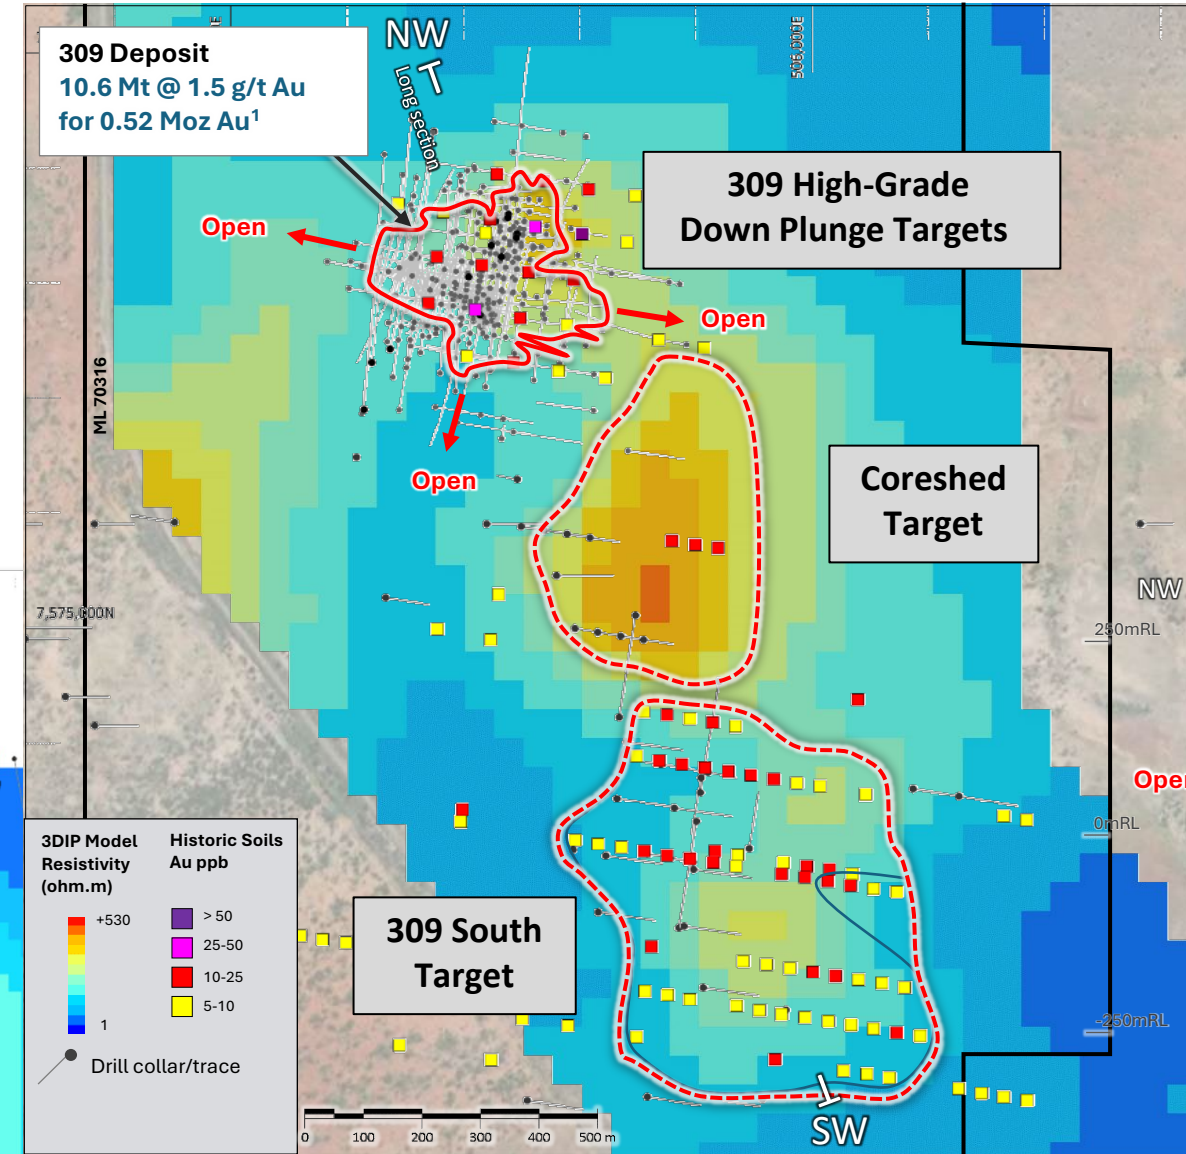 309 Deposit
10.6 Mt @ 1.5 g/t Au
for 0.52 Moz Au¹
NW
Long section
505,000E
309 High-Grade
Down Plunge Targets
Open
Open
Open
ML 70316
Coreshed
Target
NW
7,575,000N
250mRL
Open
0mRL
3DIP Model
Resistivity
(ohm.m)
+530
1
Historic Soils
Au ppb
> 50
25-50
10-25
5-10
Drill collar/trace
309 South
Target
-250mRL
0 100 200 300 400 500 m
SW